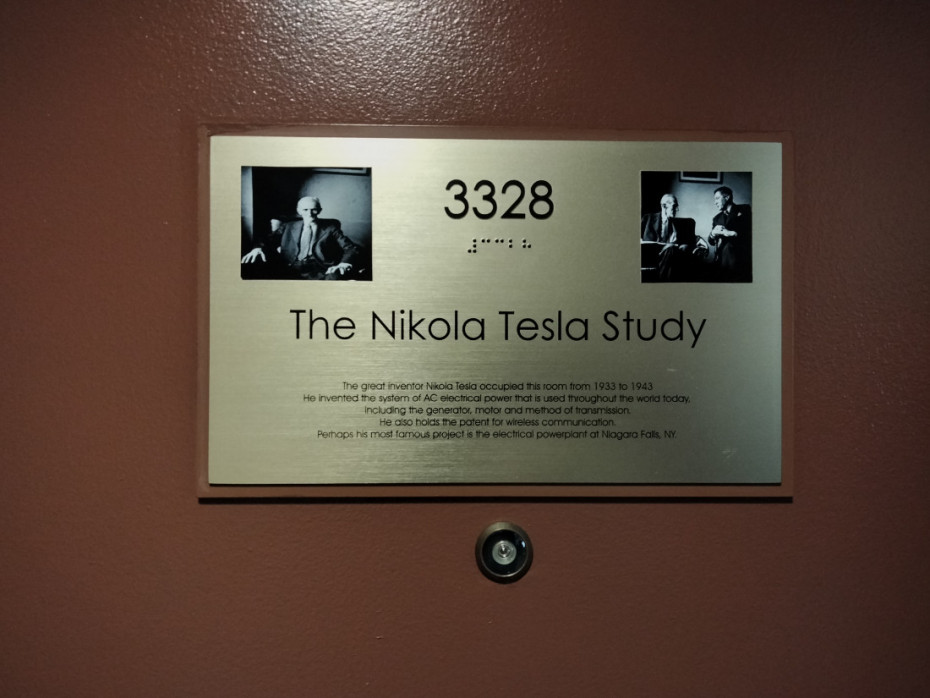 3328
⠼⠉⠉⠃⠓
The Nikola Tesla Study
The great inventor Nikola Tesla occupied this room from 1933 to 1943
He invented the system of AC electrical power that is used throughout the world today,
including the generator, motor and method of transmission.
He also holds the patent for wireless communication.
Perhaps his most famous project is the electrical powerplant at Niagara Falls, NY